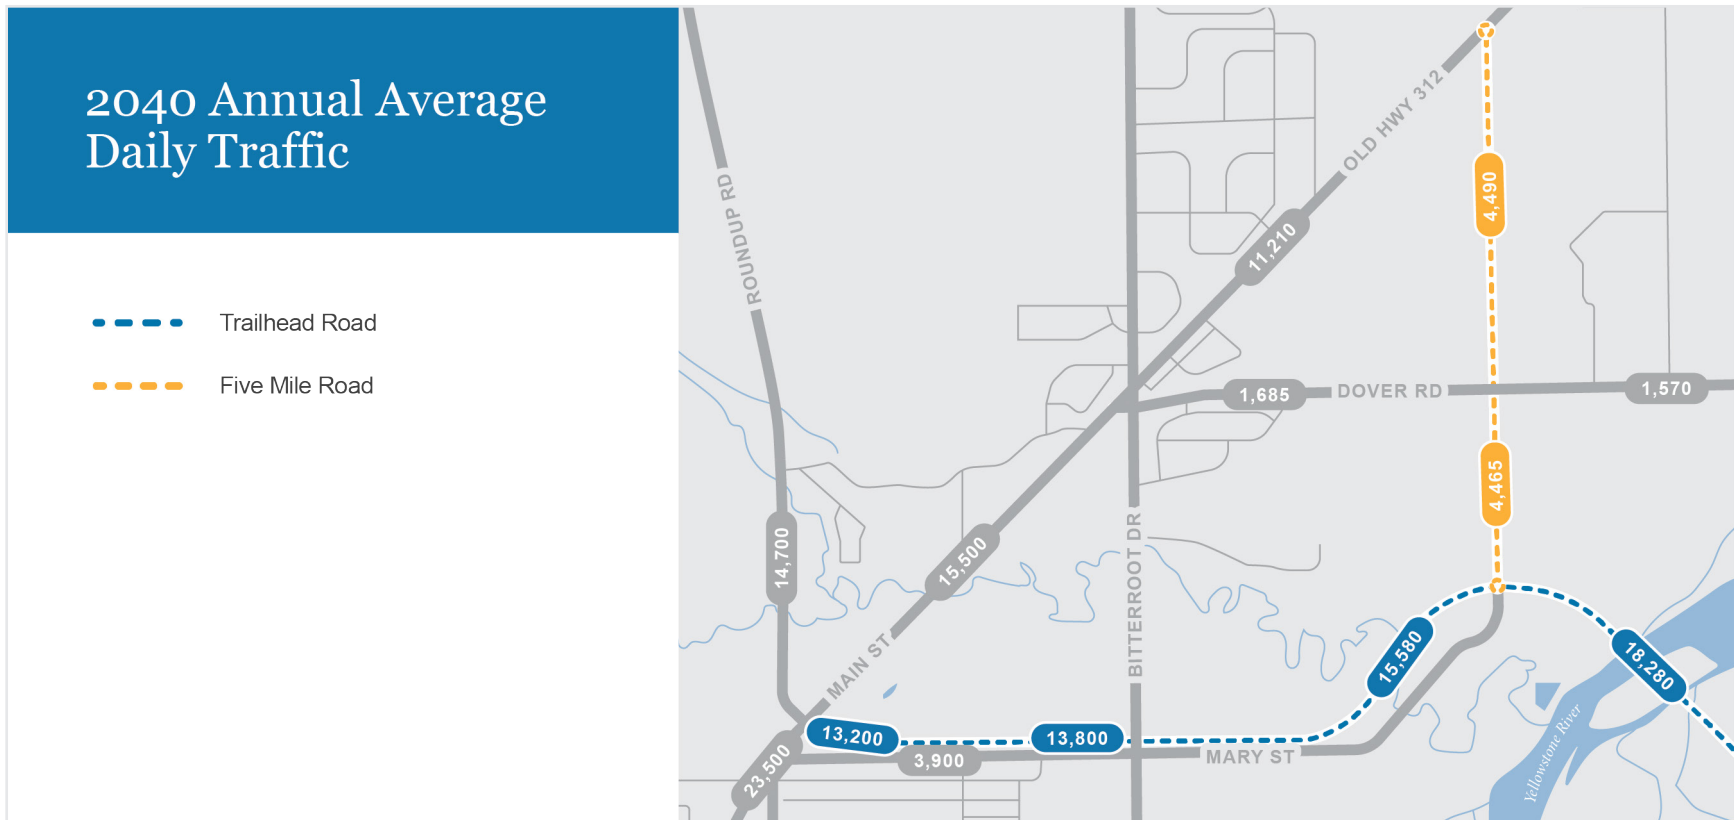 2040 Annual Average
Daily Traffic
Trailhead Road
Five Mile Road
ROUNDUP RD
OLD HWY 312
4,490
11,210
1,685
DOVER RD
1,570
4,465
14,700
15,500
BITTERROOT DR
MAIN ST
15,580
18,280
13,200
13,800
23,500
3,900
MARY ST
Yellowstone River